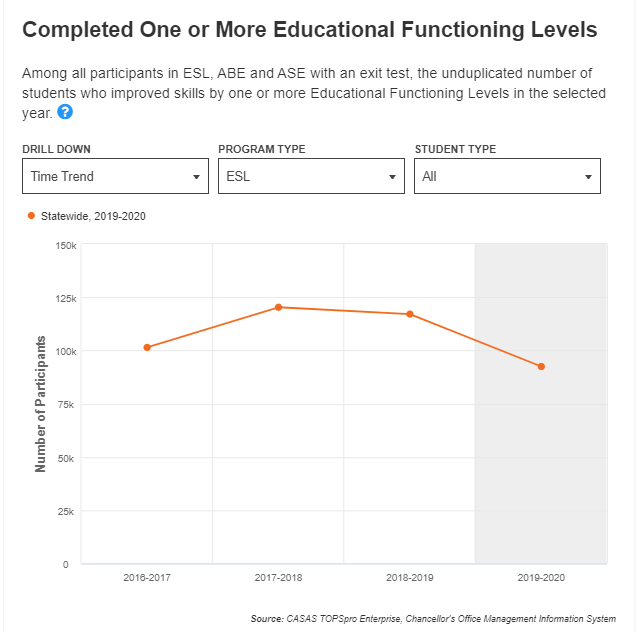 Completed One or More Educational Functioning Levels
Among all participants in ESL, ABE and ASE with an exit test, the unduplicated number of
students who improved skills by one or more Educational Functioning Levels in the selected
year. ?
DRILL DOWN
PROGRAM TYPE
STUDENT TYPE
Time Trend
ESL
All
Statewide, 2019-2020
150k
125k
100k
75k
50k
25k
0
Number of Participants
2016-2017
2017-2018
2018-2019
2019-2020
Source: CASAS TOPSpro Enterprise, Chancellor's Office Management Information System